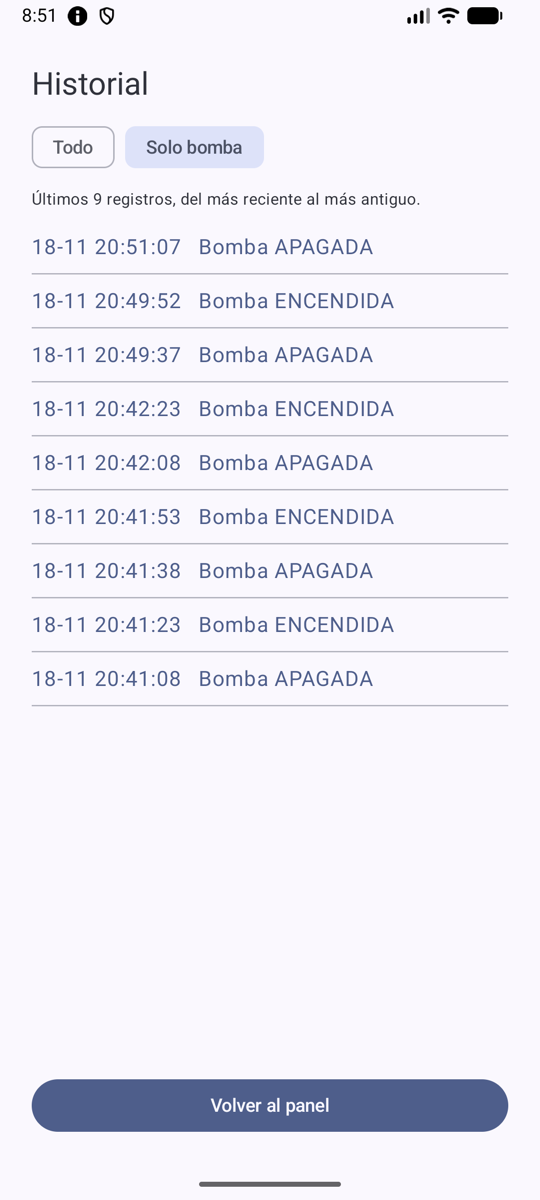 8:51
Historial
Todo Solo bomba
Últimos 9 registros, del más reciente al más antiguo.
18-11 20:51:07 Bomba APAGADA
18-11 20:49:52 Bomba ENCENDIDA
18-11 20:49:37 Bomba APAGADA
18-11 20:42:23 Bomba ENCENDIDA
18-11 20:42:08 Bomba APAGADA
18-11 20:41:53 Bomba ENCENDIDA
18-11 20:41:38 Bomba APAGADA
18-11 20:41:23 Bomba ENCENDIDA
18-11 20:41:08 Bomba APAGADA
Volver al panel